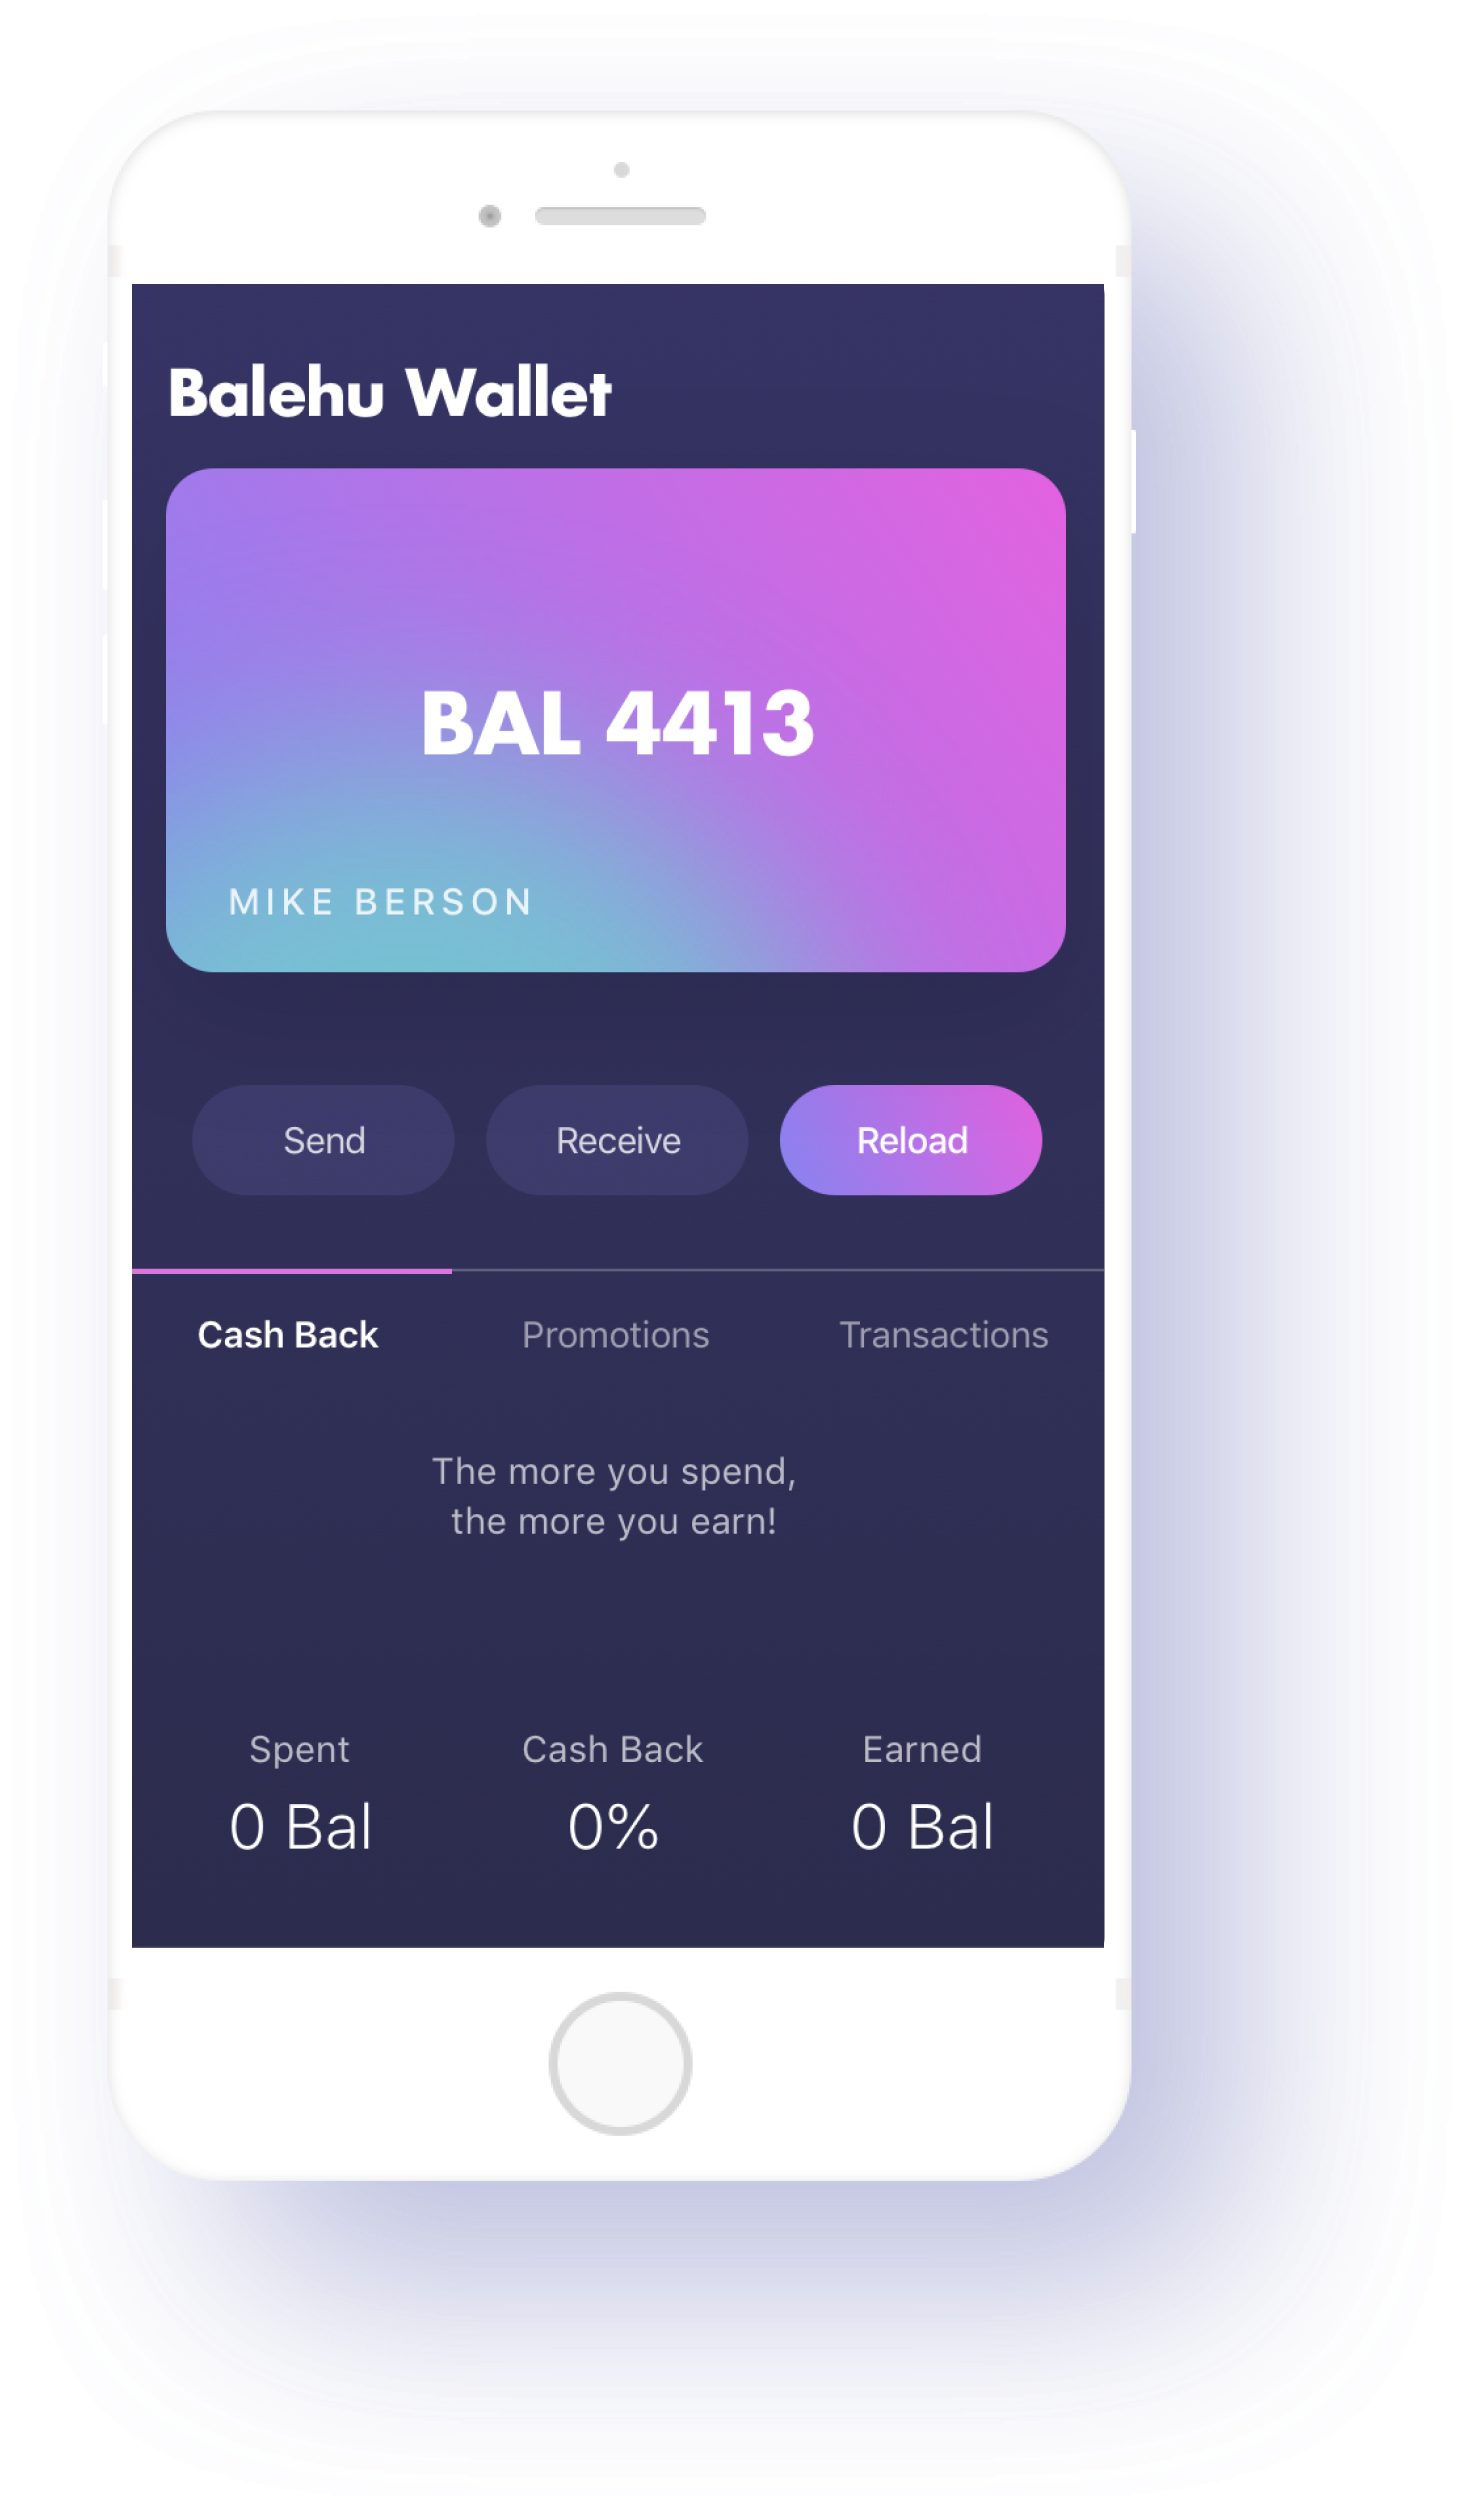 Balehu Wallet
BAL 4413
MIKE BERSON
Send Receive Reload
Cash Back Promotions Transactions
The more you spend,
the more you earn!
Spent Cash Back Earned
0 Bal 0% 0 Bal